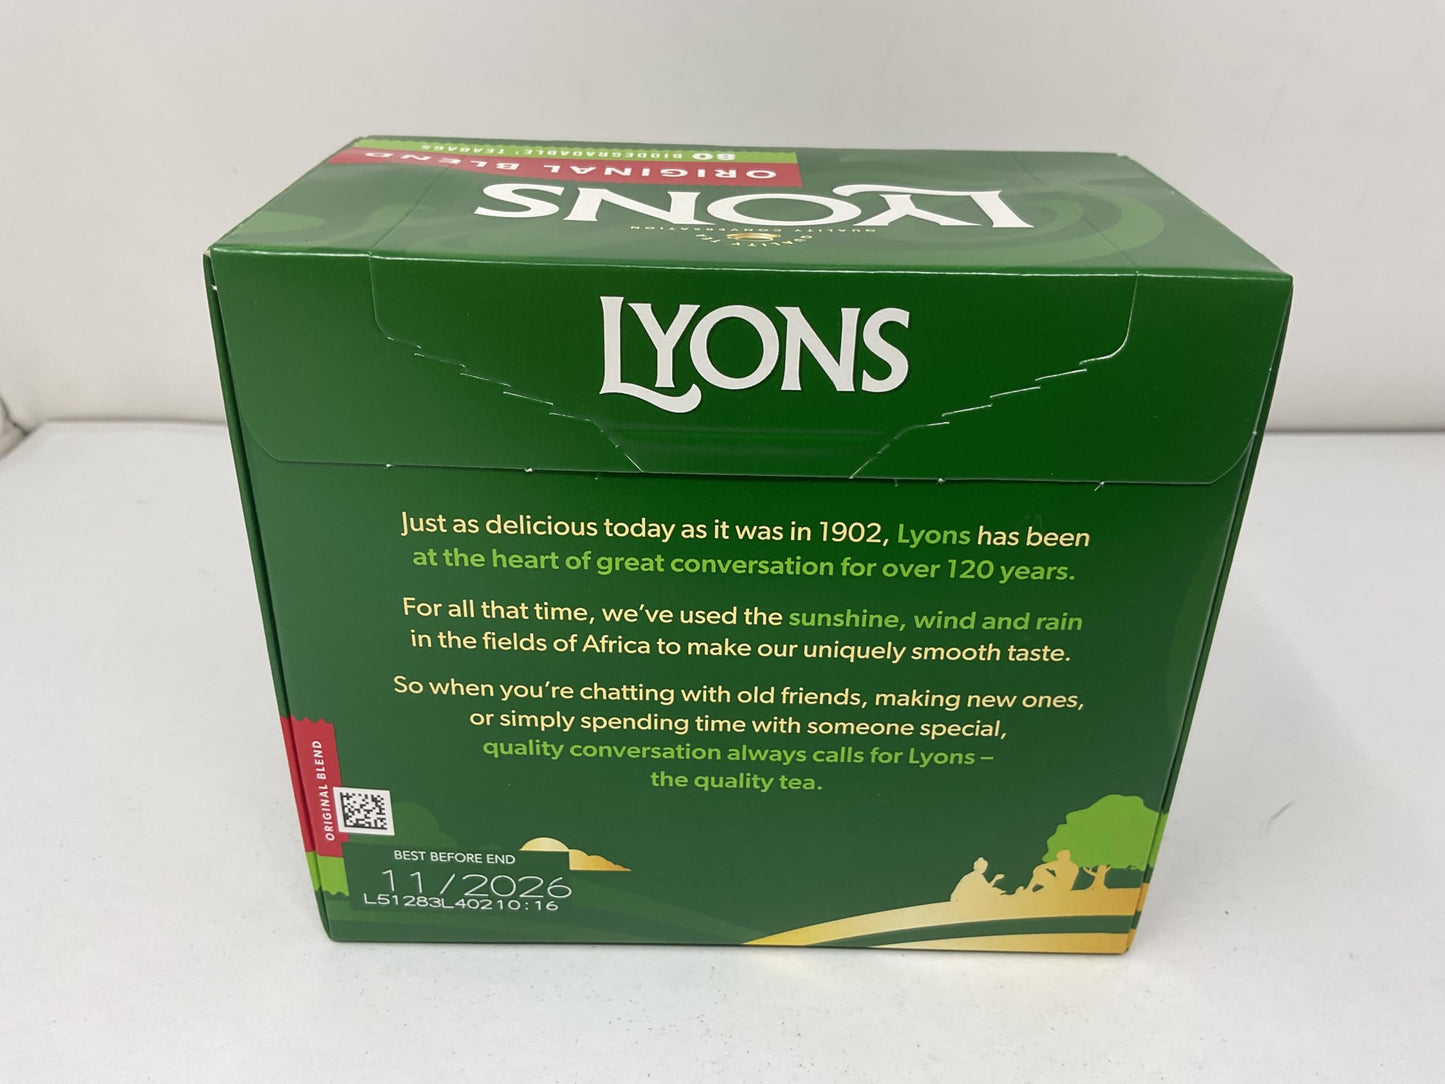 80 BIODEGRADABLE* TEABAGS
ORIGINAL BLEND
LYONS
QUALITY CONVERSATION
QUALITY TEA
LYONS
Just as delicious today as it was in 1902, Lyons has been
at the heart of great conversation for over 120 years.
For all that time, we've used the sunshine, wind and rain
in the fields of Africa to make our uniquely smooth taste.
So when you're chatting with old friends, making new ones,
or simply spending time with someone special,
quality conversation always calls for Lyons –
the quality tea.
ORIGINAL BLEND
BEST BEFORE END
11/2026
L51283L40210:16